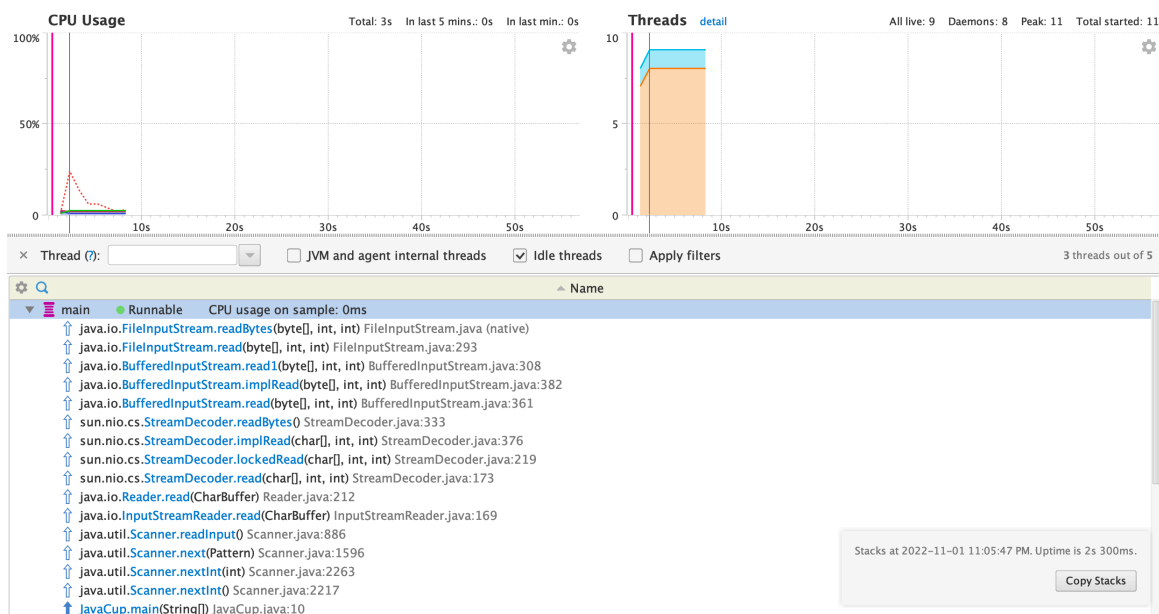 CPU Usage Total: 3s In last 5 mins.: 0s In last min.: 0s
100%
50%
0
10s 20s 30s 40s 50s
Threads detail All live: 9 Daemons: 8 Peak: 11 Total started: 11
10
5
0
10s 20s 30s 40s 50s
× Thread (?): JVM and agent internal threads Idle threads Apply filters 3 threads out of 5
Name
main Runnable CPU usage on sample: 0ms
java.io.FileInputStream.readBytes(byte[], int, int) FileInputStream.java (native)
java.io.FileInputStream.read(byte[], int, int) FileInputStream.java:293
java.io.BufferedInputStream.read1(byte[], int, int) BufferedInputStream.java:308
java.io.BufferedInputStream.implRead(byte[], int, int) BufferedInputStream.java:382
java.io.BufferedInputStream.read(byte[], int, int) BufferedInputStream.java:361
sun.nio.cs.StreamDecoder.readBytes() StreamDecoder.java:333
sun.nio.cs.StreamDecoder.implRead(char[], int, int) StreamDecoder.java:376
sun.nio.cs.StreamDecoder.lockedRead(char[], int, int) StreamDecoder.java:219
sun.nio.cs.StreamDecoder.read(char[], int, int) StreamDecoder.java:173
java.io.Reader.read(CharBuffer) Reader.java:212
java.io.InputStreamReader.read(CharBuffer) InputStreamReader.java:169
java.util.Scanner.readInput() Scanner.java:886
java.util.Scanner.next(Pattern) Scanner.java:1596
java.util.Scanner.nextInt(int) Scanner.java:2263
java.util.Scanner.nextInt() Scanner.java:2217
JavaCup.main(String[]) JavaCup.java:10
Stacks at 2022-11-01 11:05:47 PM. Uptime is 2s 300ms.
Copy Stacks